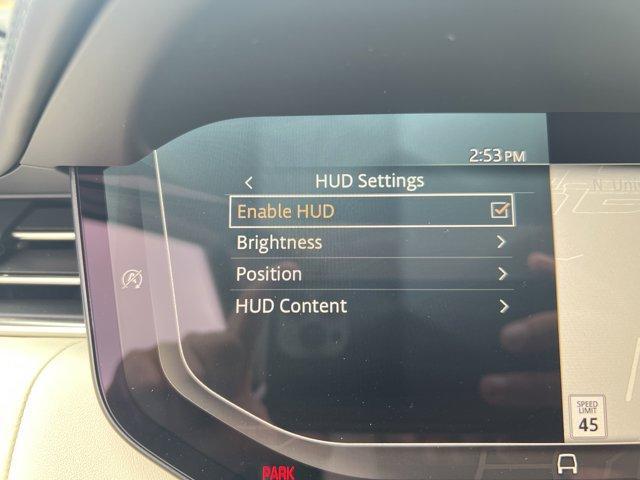 2:53 PM
HUD Settings
Enable HUD
Brightness
Position
HUD Content
SPEED
LIMIT
45
PARK